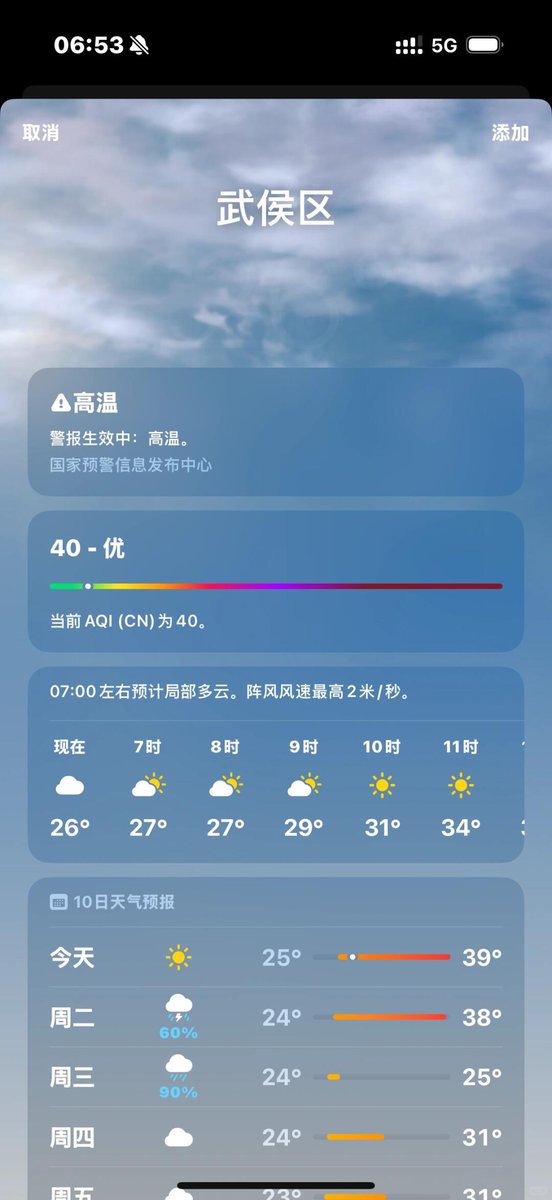 06:53 5G
取消 添加
武侯区
高温
警报生效中：高温。
国家预警信息发布中心
40 - 优
当前 AQI (CN) 为 40。
07:00 左右预计局部多云。阵风风速最高 2 米/秒。
现在 7时 8时 9时 10时 11时
26° 27° 27° 29° 31° 34°
10日天气预报
今天 25° 39°
周二 24° 38°
60%
周三 24° 25°
90%
周四 24° 31°
周五 23° 31°